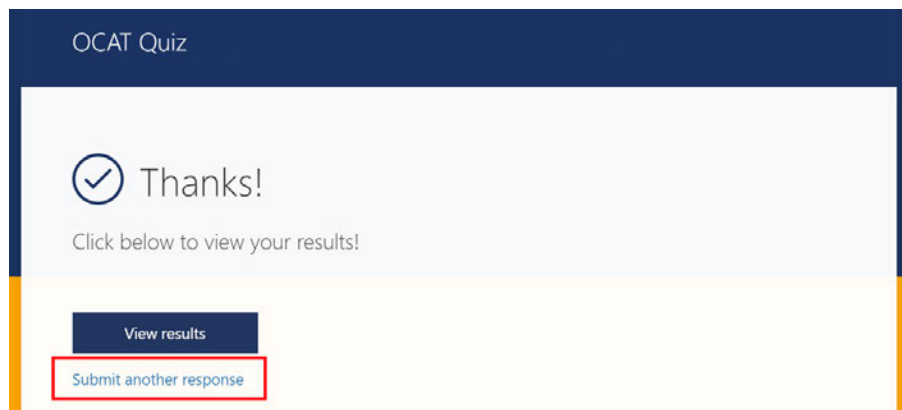 OCAT Quiz
Thanks!
Click below to view your results!
View results
Submit another response